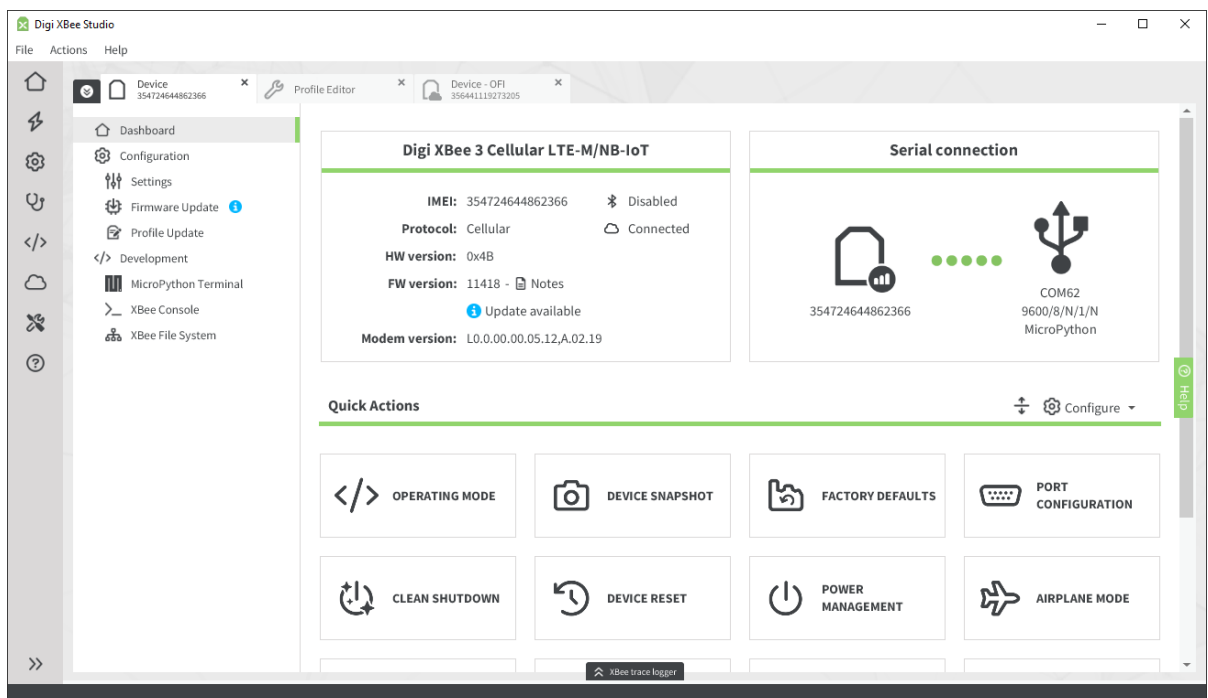 Digi XBee Studio
File Actions Help
Device
354724644862366
Profile Editor
Device - OFI
356441119273205
Dashboard
Configuration
Settings
Firmware Update
Profile Update
</> Development
MicroPython Terminal
XBee Console
XBee File System
Digi XBee 3 Cellular LTE-M/NB-IoT
IMEI: 354724644862366 Disabled
Protocol: Cellular Connected
HW version: 0x4B
FW version: 11418 - Notes
Update available
Modem version: L0.0.00.00.05.12,A.02.19
Serial connection
354724644862366
COM62
9600/8/N/1/N
MicroPython
Help
Quick Actions
Configure
OPERATING MODE
DEVICE SNAPSHOT
FACTORY DEFAULTS
PORT
CONFIGURATION
CLEAN SHUTDOWN
DEVICE RESET
POWER
MANAGEMENT
AIRPLANE MODE
XBee trace logger